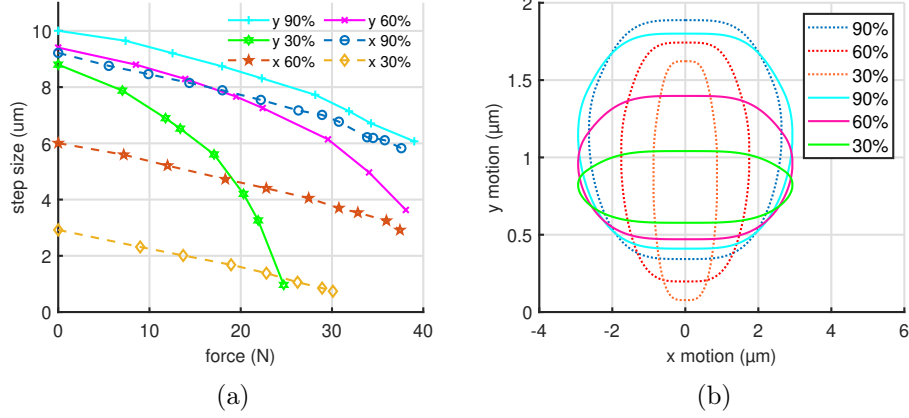 y 90%
y 60%
y 30%
x 90%
x 60%
x 30%
10
8
6
4
2
0
0
10
20
30
40
step size (um)
force (N)
(a)
90%
60%
30%
90%
60%
30%
2
1.5
1
0.5
0
-4
-2
0
2
4
6
y motion (μm)
x motion (μm)
(b)